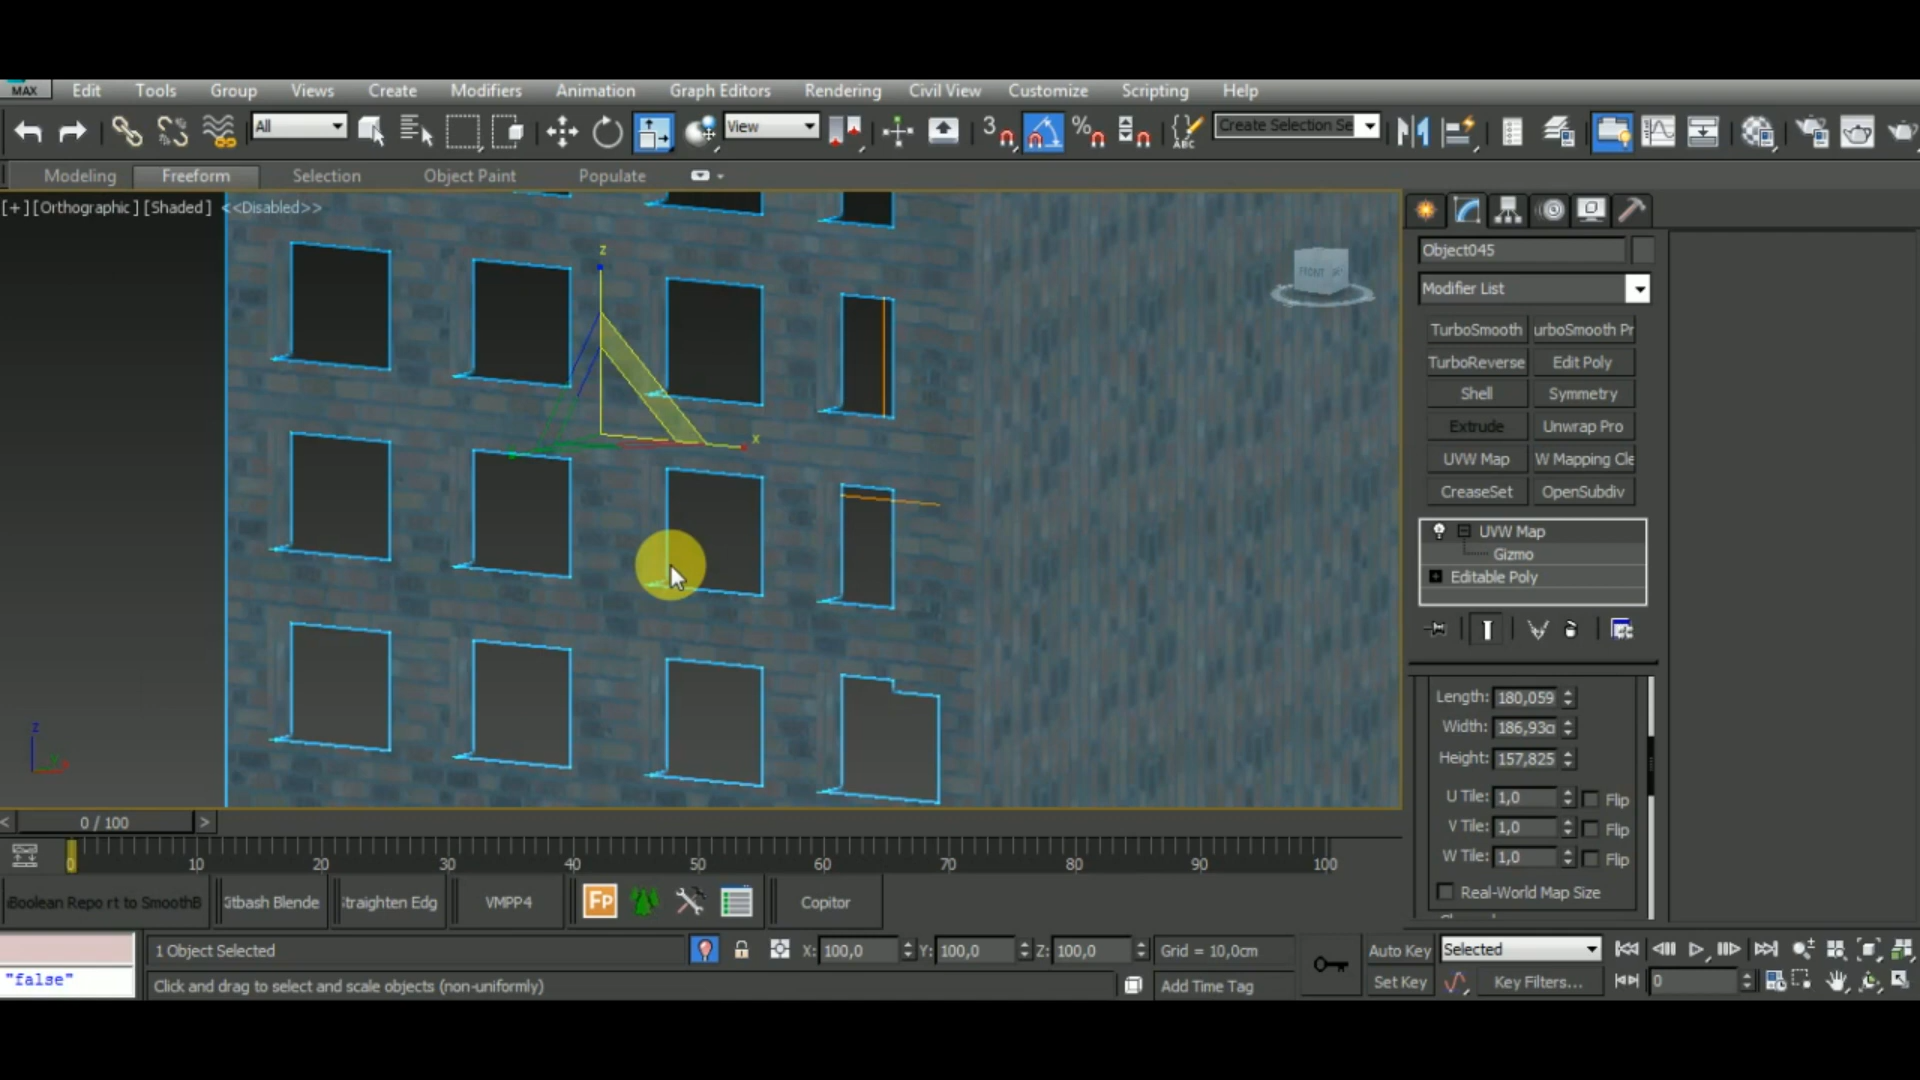 MAX
Edit Tools Group Views Create Modifiers Animation Graph Editors Rendering Civil View Customize Scripting Help
All View 3 % ABC Create Selection Se
Modeling Freeform Selection Object Paint Populate
[+][Orthographic][Shaded] <<Disabled>>
z
FRONT
x
Object045
Modifier List
TurboSmooth urboSmooth Pr
TurboReverse Edit Poly
Shell Symmetry
Extrude Unwrap Pro
UVW Map W Mapping Cle
CreaseSet OpenSubdiv
UVW Map
Gizmo
Editable Poly
Length: 180,059
Width: 186,93
Height: 157,825
U Tile: 1,0 Flip
V Tile: 1,0 Flip
W Tile: 1,0 Flip
Real-World Map Size
z
< 0 / 100 >
0 10 20 30 40 50 60 70 80 90 100
Boolean Repo rt to SmoothB itbash Blende traighten Edg VMPP4 FP Copitor
1 Object Selected X: 100,0 Y: 100,0 Z: 100,0 Grid = 10,0cm Auto Key Selected
"false" Click and drag to select and scale objects (non-uniformly) Add Time Tag Set Key Key Filters... 0